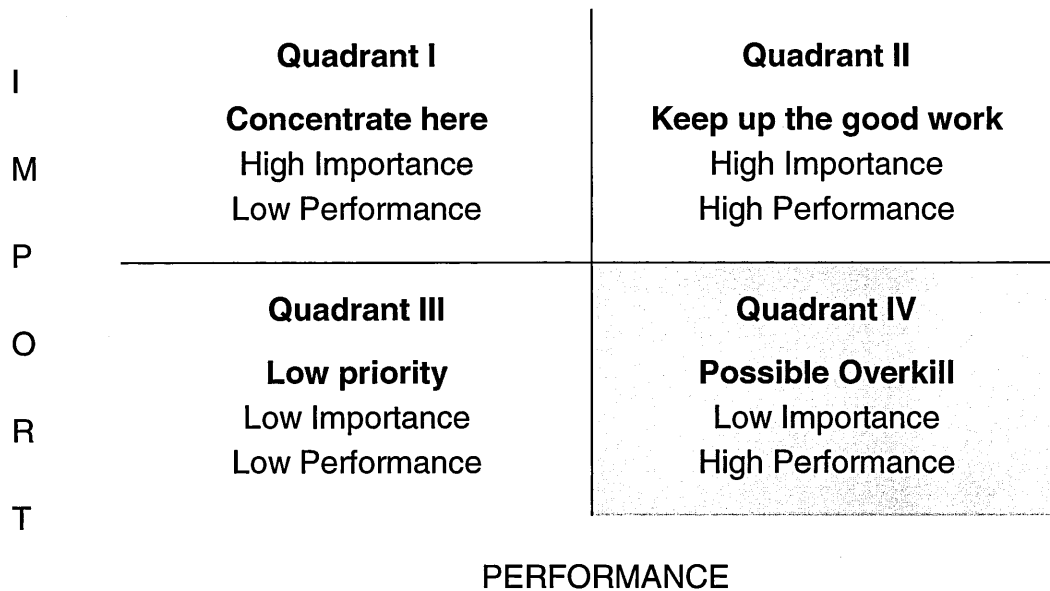 I
M
P
O
R
T
Quadrant I
Concentrate here
High Importance
Low Performance
Quadrant II
Keep up the good work
High Importance
High Performance
Quadrant III
Low priority
Low Importance
Low Performance
Quadrant IV
Possible Overkill
Low Importance
High Performance
PERFORMANCE